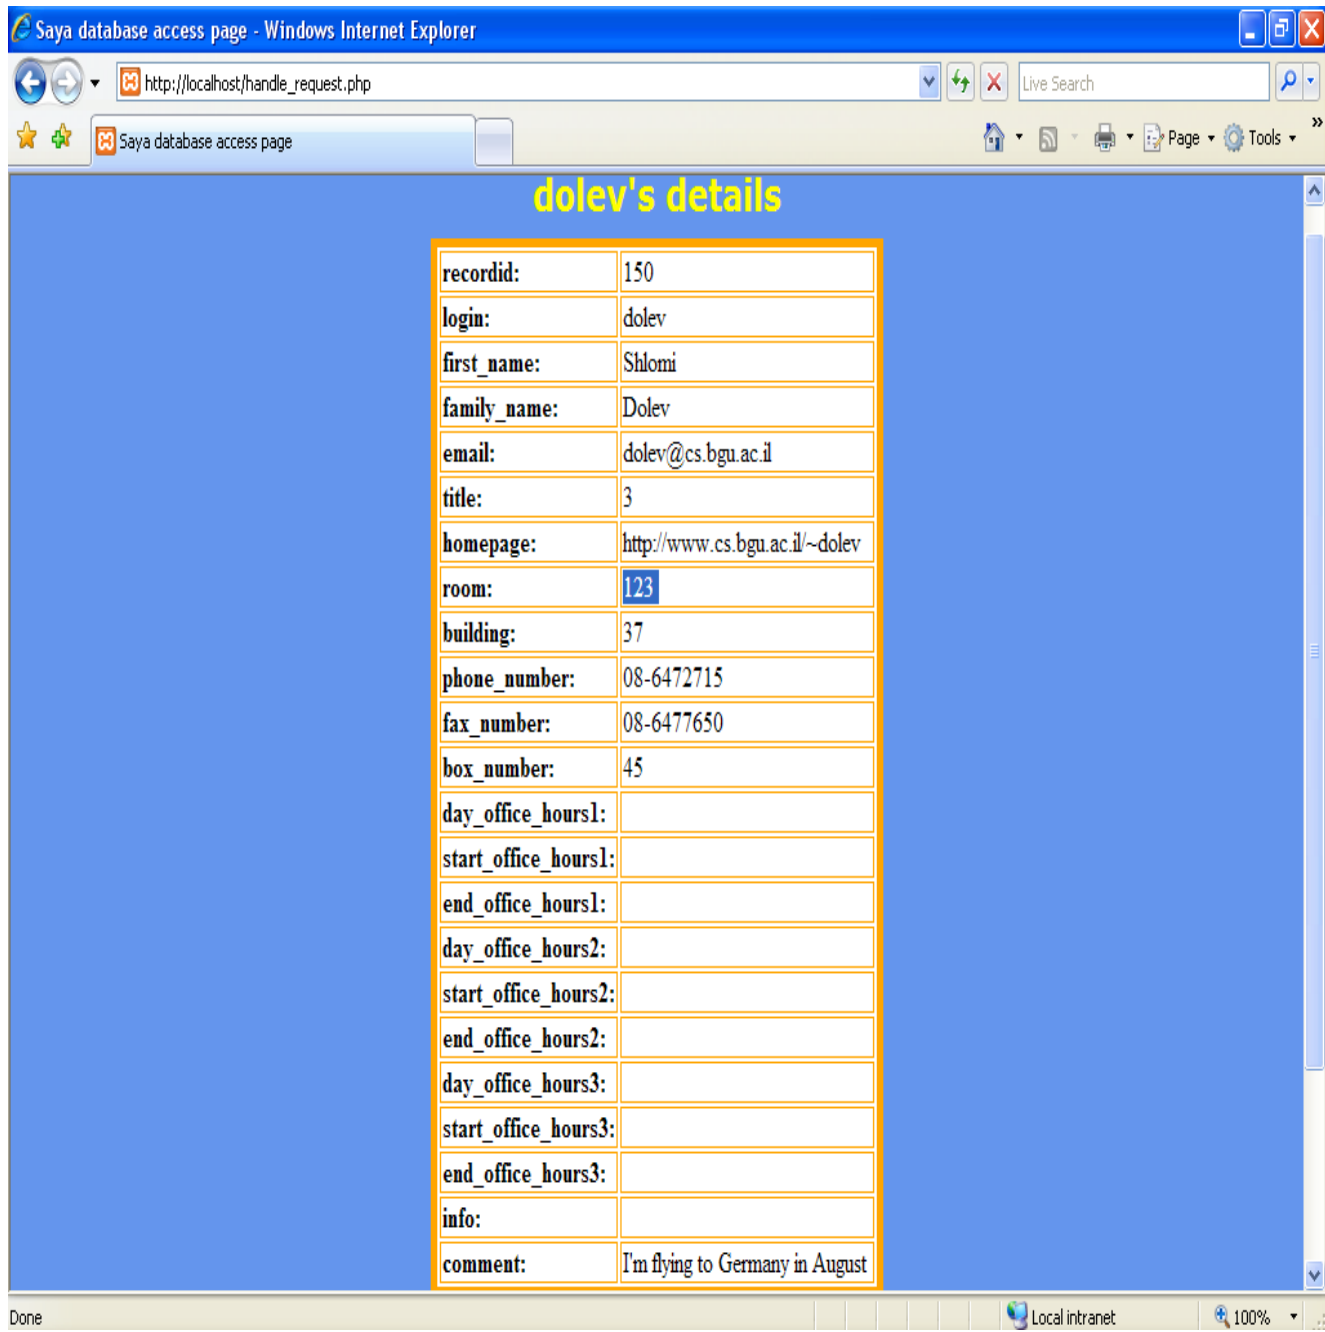 Saya database access page - Windows Internet Explorer
http://localhost/handle_request.php
Live Search
Saya database access page
Page
Tools
»
dolev's details
recordid: 150
login: dolev
first_name: Shlomi
family_name: Dolev
email: dolev@cs.bgu.ac.il
title: 3
homepage: http://www.cs.bgu.ac.il/~dolev
room: 123
building: 37
phone_number: 08-6472715
fax_number: 08-6477650
box_number: 45
day_office_hours1:
start_office_hours1:
end_office_hours1:
day_office_hours2:
start_office_hours2:
end_office_hours2:
day_office_hours3:
start_office_hours3:
end_office_hours3:
info:
comment: I'm flying to Germany in August
Done
Local intranet
100%